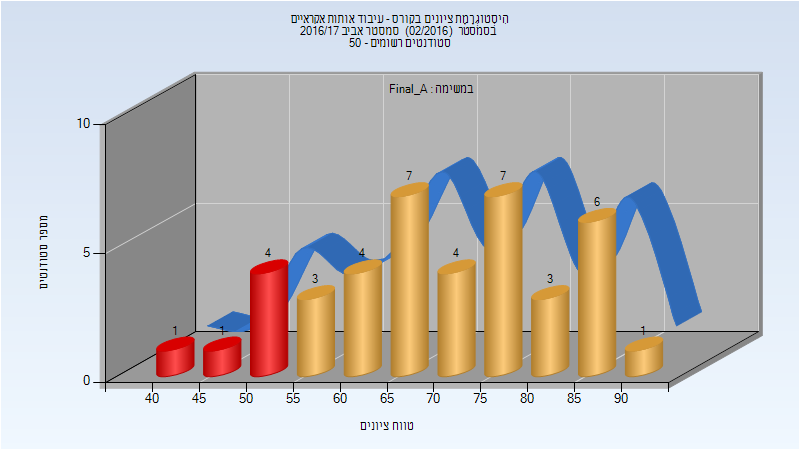 היסטוגרמת ציונים בקורס - עיבוד אותות אקראיים
בסמסטר (02/2016) סמסטר אביב 2016/17
סטודנטים רשומים - 50
במשימה : Final_A
מספר סטודנטים
10
5
0
1
1
4
3
4
7
4
7
3
6
1
40 45 50 55 60 65 70 75 80 85 90
טווח ציונים